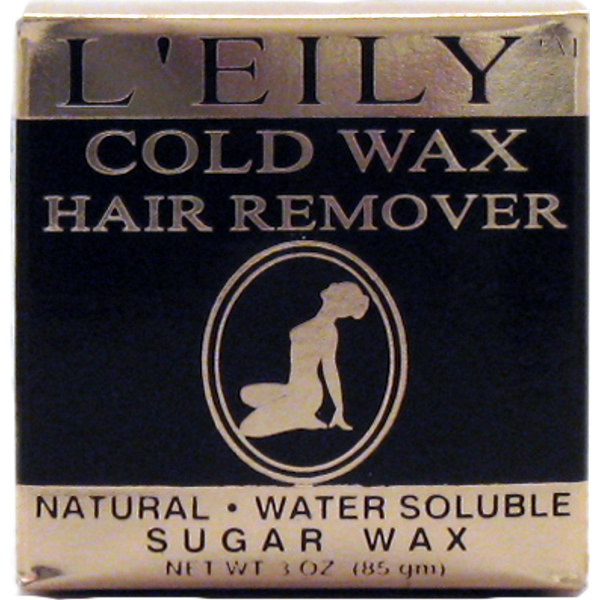 L'EILY™
COLD WAX
HAIR REMOVER
NATURAL • WATER SOLUBLE
SUGAR WAX
NET WT 3 OZ (85 gm)